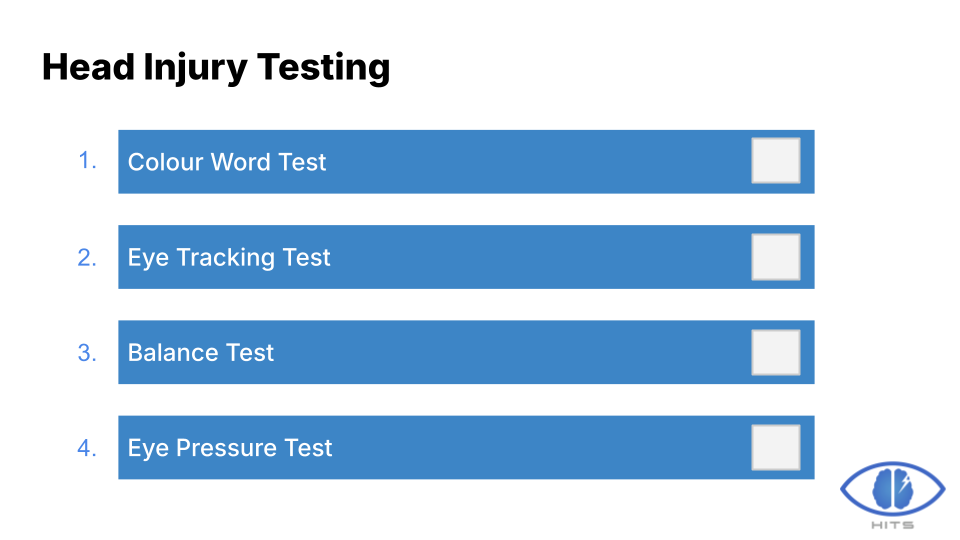 Head Injury Testing
1. Colour Word Test
2. Eye Tracking Test
3. Balance Test
4. Eye Pressure Test
HITS